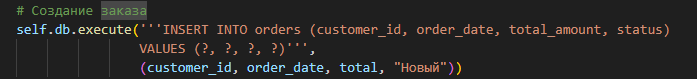 # Создание заказа
self.db.execute('''INSERT INTO orders (customer_id, order_date, total_amount, status)
VALUES (?, ?, ?, ?)''',
(customer_id, order_date, total, "Новый"))